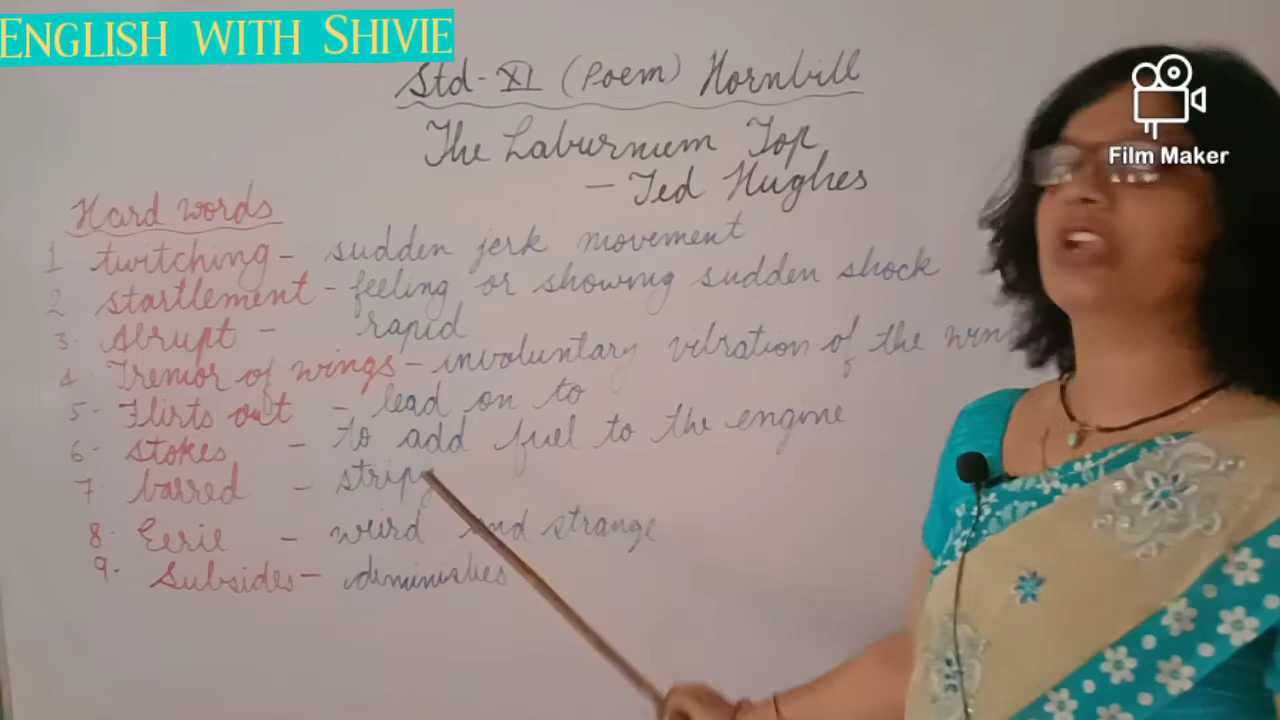 ENGLISH WITH SHIVIE
Std - XI (Poem) Hornbill
The Laburnum Top
- Ted Hughes
Film Maker
Hard words
1 twitching - sudden jerk movement
2 startlement - feeling or showing sudden shock
3. Abrupt - rapid
4. Tremor of wings - involuntary vibration of the
5. Flirts out - lead on to
6. stokes - to add fuel to the engine
7 barred - stripy
8. Eerie - weird and strange
9. Subsides - diminishes